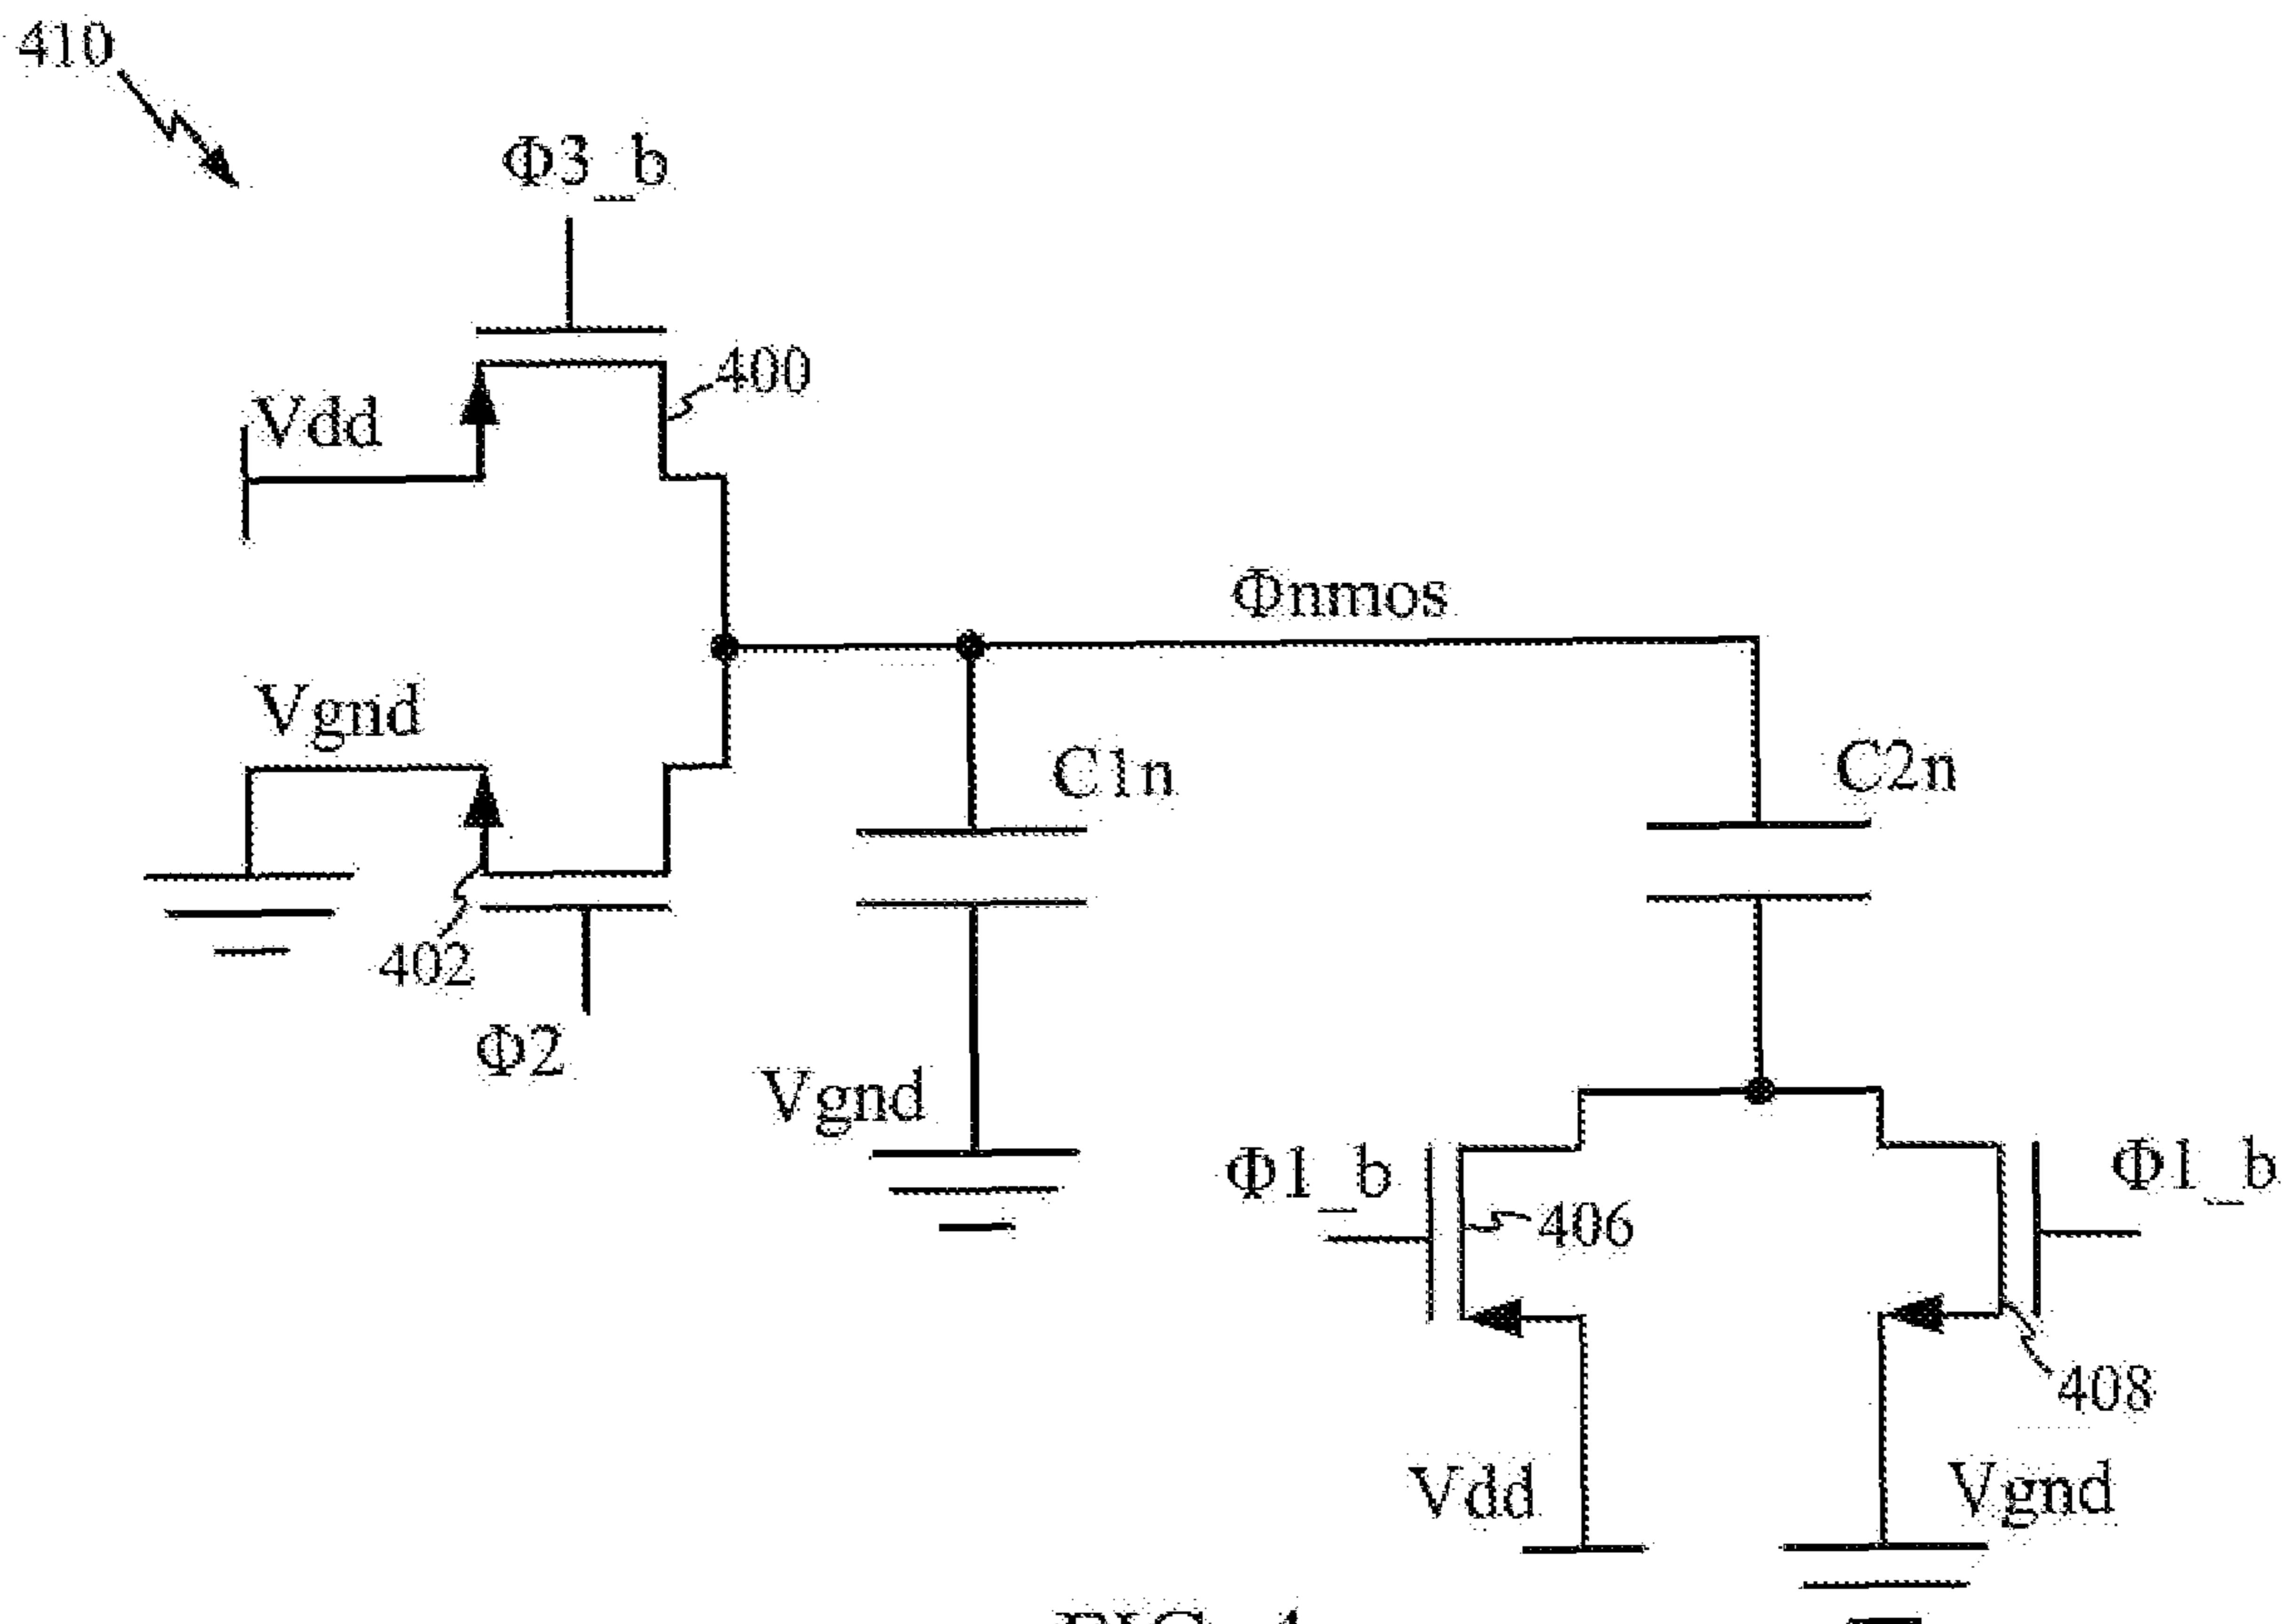 410
Φ3_b
400
Vdd
Φnmos
Vgnd
C1n
C2n
402
Φ2
Vgnd
Φ1_b
406
Φ1_b
408
Vdd
Vgnd